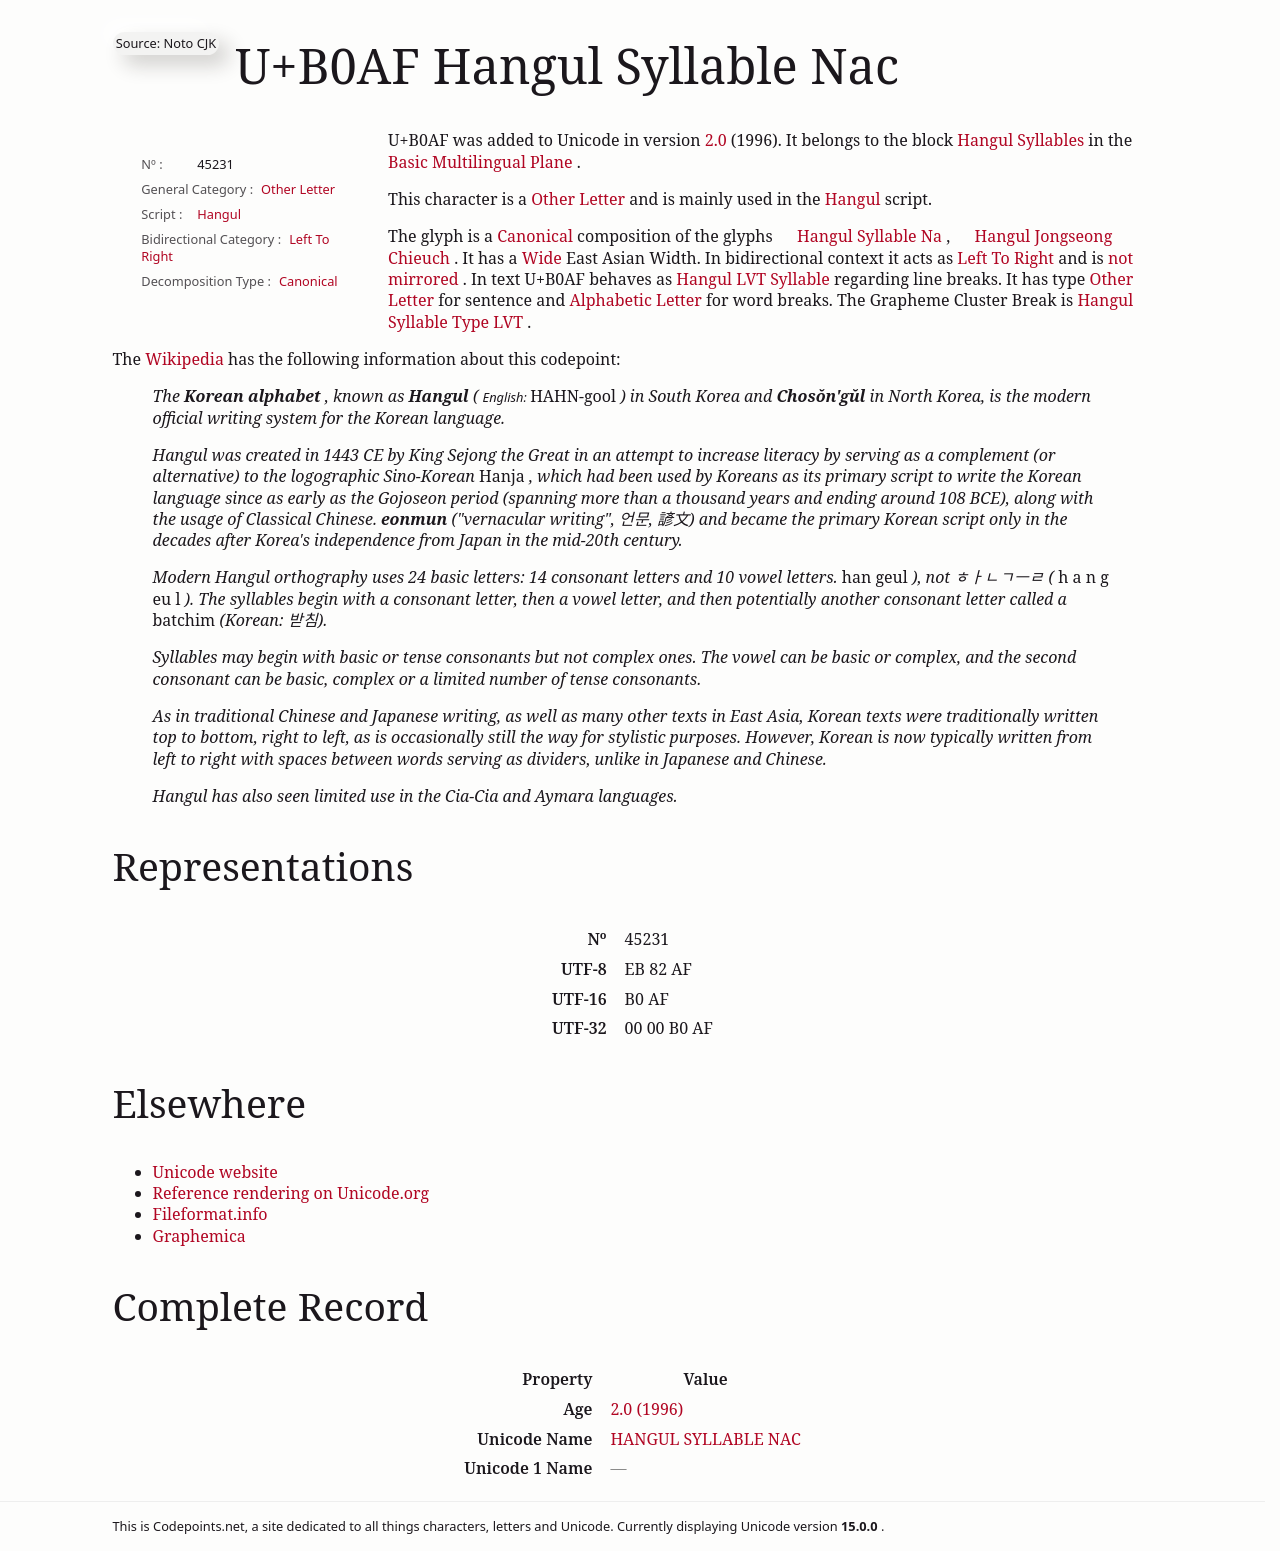 Source: Noto CJK
U+B0AF Hangul Syllable Nac
Nº : 45231
General Category : Other Letter
Script : Hangul
Bidirectional Category : Left To
Right
Decomposition Type : Canonical
U+B0AF was added to Unicode in version 2.0 (1996). It belongs to the block Hangul Syllables in the
Basic Multilingual Plane .
This character is a Other Letter and is mainly used in the Hangul script.
The glyph is a Canonical composition of the glyphs Hangul Syllable Na , Hangul Jongseong
Chieuch . It has a Wide East Asian Width. In bidirectional context it acts as Left To Right and is not
mirrored . In text U+B0AF behaves as Hangul LVT Syllable regarding line breaks. It has type Other
Letter for sentence and Alphabetic Letter for word breaks. The Grapheme Cluster Break is Hangul
Syllable Type LVT .
The Wikipedia has the following information about this codepoint:
The Korean alphabet , known as Hangul ( English: HAHN-gool ) in South Korea and Chosŏn'gŭl in North Korea, is the modern
official writing system for the Korean language.
Hangul was created in 1443 CE by King Sejong the Great in an attempt to increase literacy by serving as a complement (or
alternative) to the logographic Sino-Korean Hanja , which had been used by Koreans as its primary script to write the Korean
language since as early as the Gojoseon period (spanning more than a thousand years and ending around 108 BCE), along with
the usage of Classical Chinese. eonmun ("vernacular writing", 언문, 諺文) and became the primary Korean script only in the
decades after Korea's independence from Japan in the mid-20th century.
Modern Hangul orthography uses 24 basic letters: 14 consonant letters and 10 vowel letters. han geul ), not ㅎㅏㄴㄱㅡㄹ ( h a n g
eu l ). The syllables begin with a consonant letter, then a vowel letter, and then potentially another consonant letter called a
batchim (Korean: 받침).
Syllables may begin with basic or tense consonants but not complex ones. The vowel can be basic or complex, and the second
consonant can be basic, complex or a limited number of tense consonants.
As in traditional Chinese and Japanese writing, as well as many other texts in East Asia, Korean texts were traditionally written
top to bottom, right to left, as is occasionally still the way for stylistic purposes. However, Korean is now typically written from
left to right with spaces between words serving as dividers, unlike in Japanese and Chinese.
Hangul has also seen limited use in the Cia-Cia and Aymara languages.
Representations
Nº 45231
UTF-8 EB 82 AF
UTF-16 B0 AF
UTF-32 00 00 B0 AF
Elsewhere
• Unicode website
• Reference rendering on Unicode.org
• Fileformat.info
• Graphemica
Complete Record
Property Value
Age 2.0 (1996)
Unicode Name HANGUL SYLLABLE NAC
Unicode 1 Name —
This is Codepoints.net, a site dedicated to all things characters, letters and Unicode. Currently displaying Unicode version 15.0.0 .